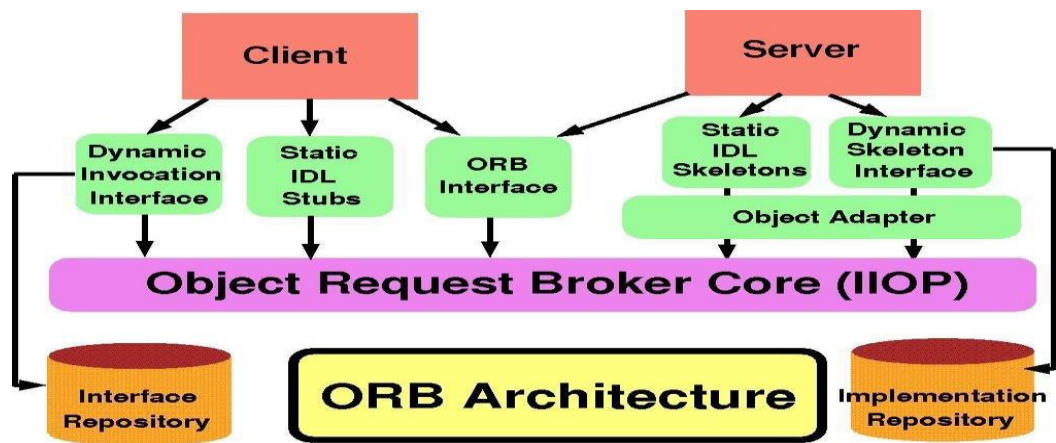 Client
Server
Dynamic
Invocation
Interface
Static
IDL
Stubs
ORB
Interface
Static
IDL
Skeletons
Dynamic
Skeleton
Interface
Object Adapter
Object Request Broker Core (IIOP)
Interface
Repository
ORB Architecture
Implementation
Repository